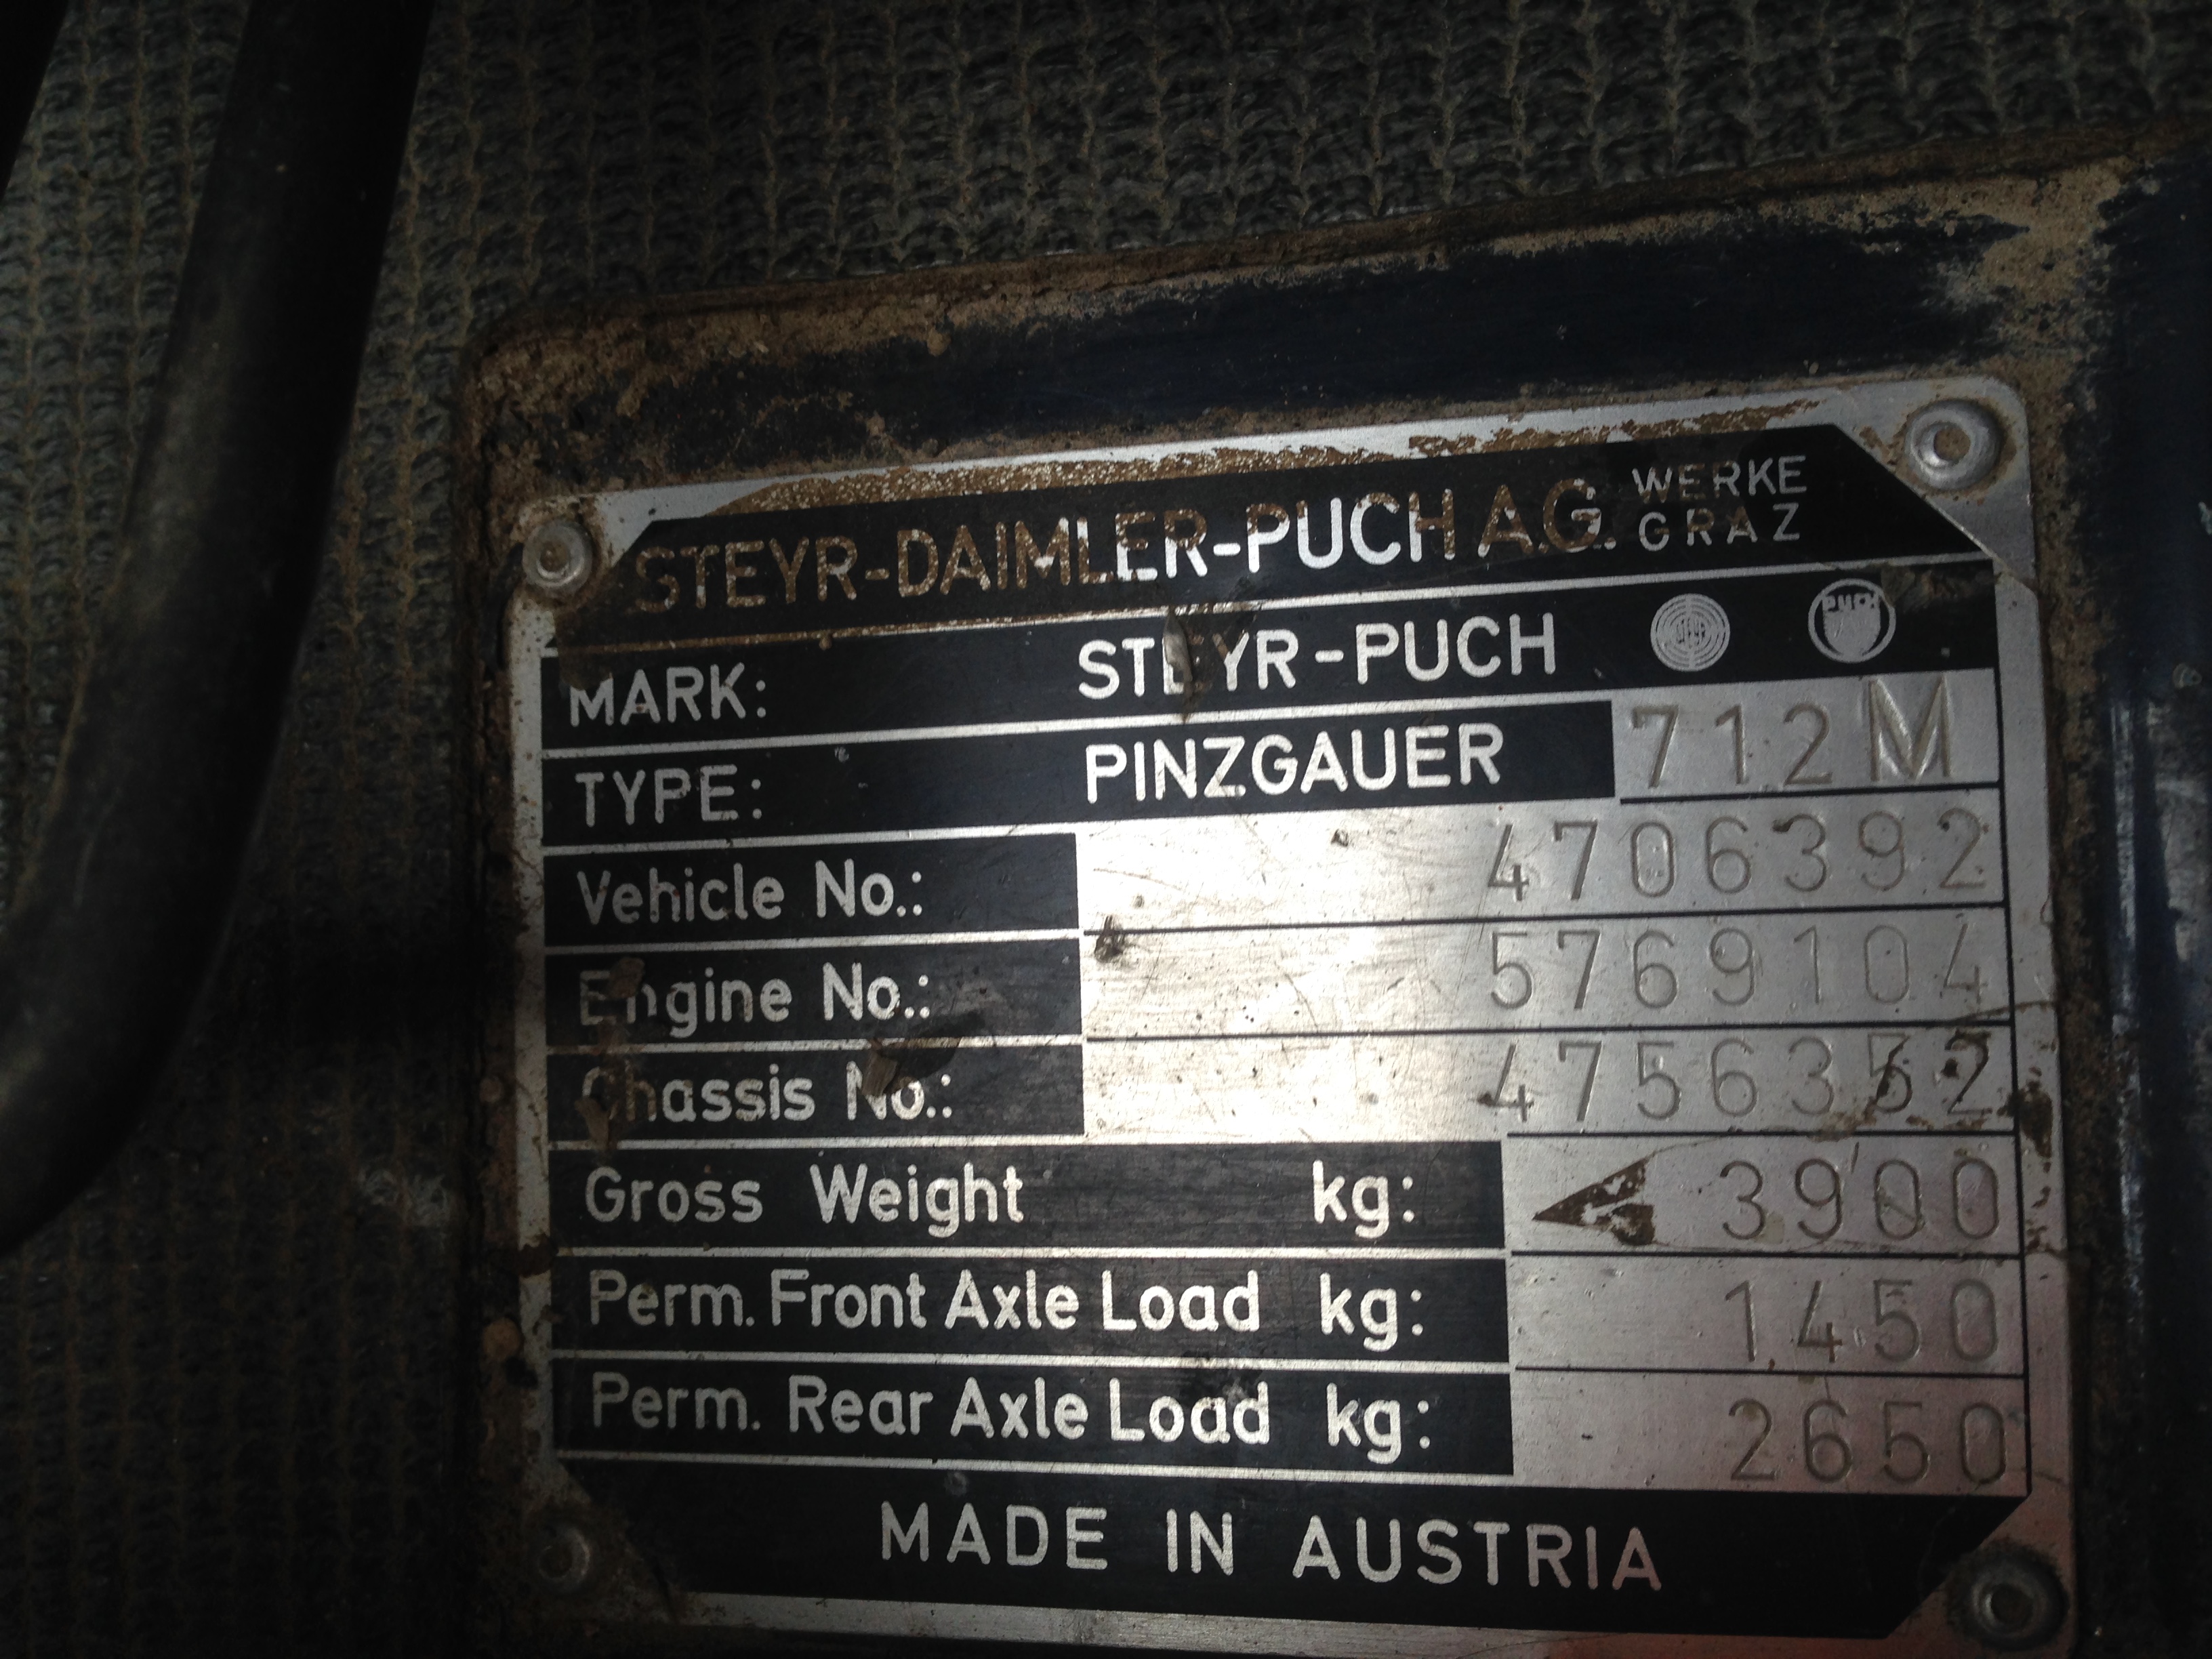 STEYR-DAIMLER-PUCH A.G. WERKE GRAZ
MARK: STEYR-PUCH PUCH
TYPE: PINZGAUER 712M
Vehicle No.: 4706392
Engine No.: 5769104
Chassis No.: 4756352
Gross Weight kg: 3900
Perm. Front Axle Load kg: 1450
Perm. Rear Axle Load kg: 2650
MADE IN AUSTRIA